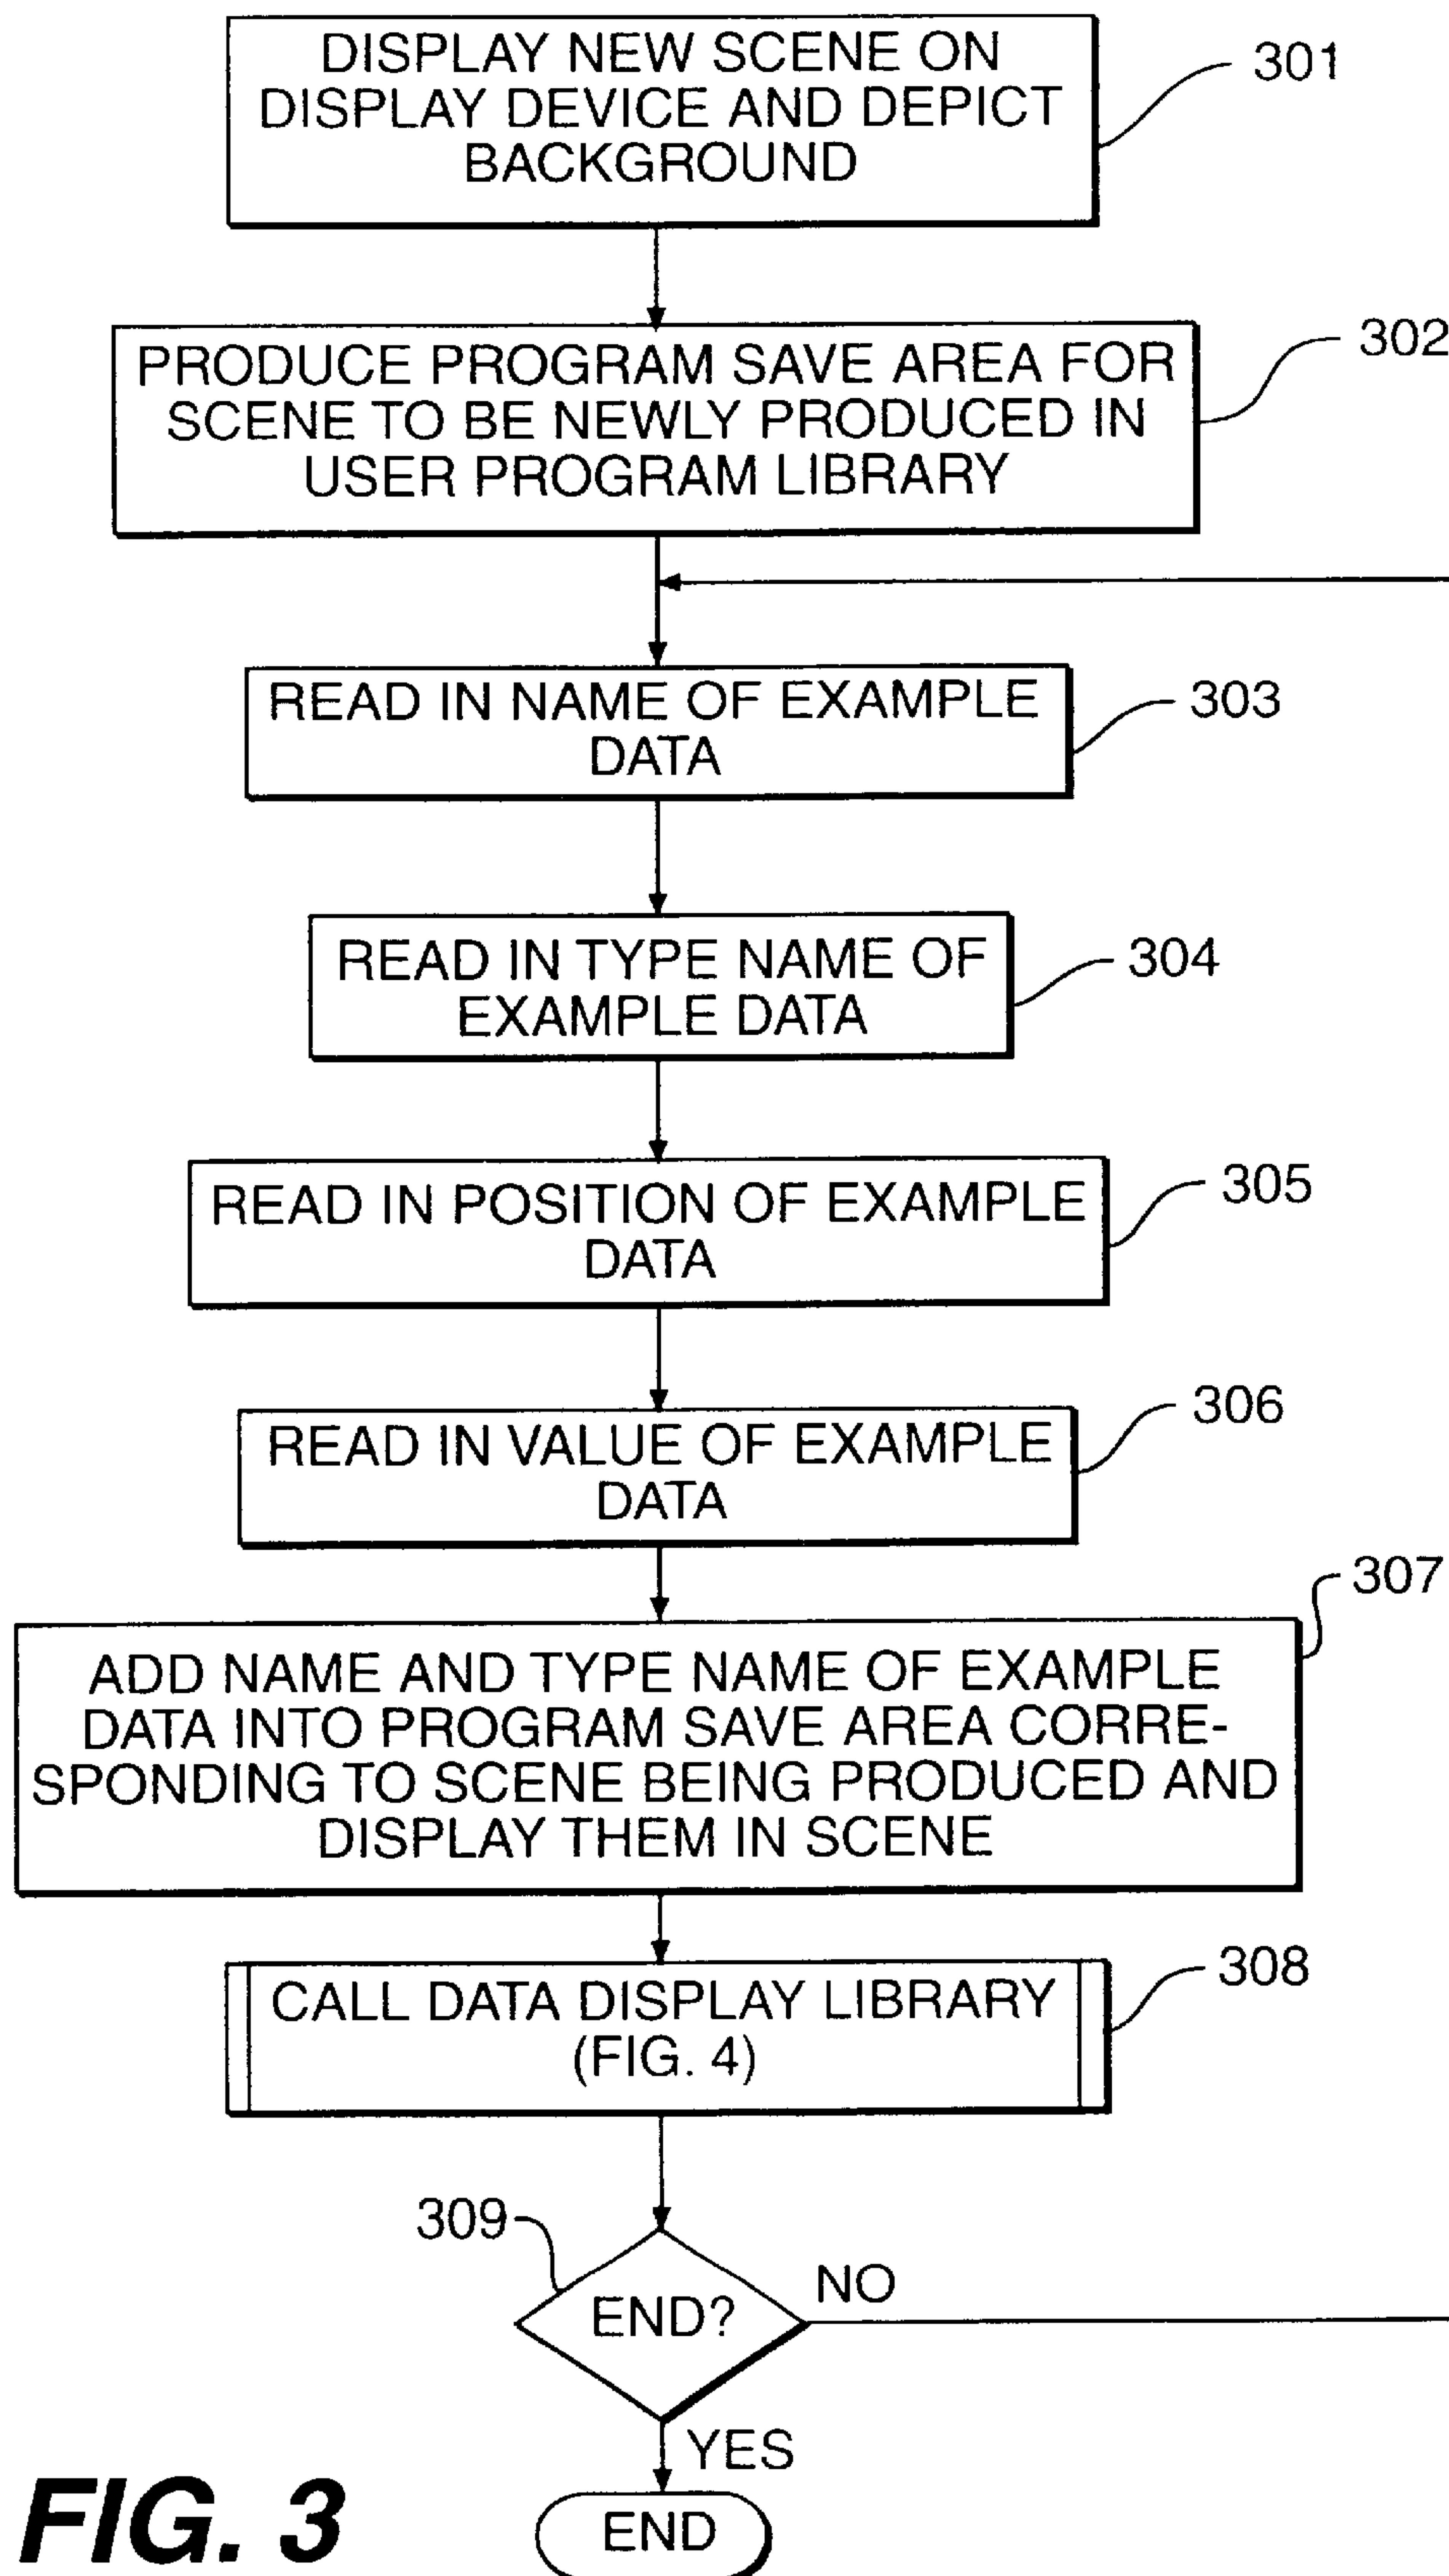 DISPLAY NEW SCENE ON
DISPLAY DEVICE AND DEPICT
BACKGROUND
301
PRODUCE PROGRAM SAVE AREA FOR
SCENE TO BE NEWLY PRODUCED IN
USER PROGRAM LIBRARY
302
READ IN NAME OF EXAMPLE
DATA
303
READ IN TYPE NAME OF
EXAMPLE DATA
304
READ IN POSITION OF EXAMPLE
DATA
305
READ IN VALUE OF EXAMPLE
DATA
306
ADD NAME AND TYPE NAME OF EXAMPLE
DATA INTO PROGRAM SAVE AREA CORRE-
SPONDING TO SCENE BEING PRODUCED AND
DISPLAY THEM IN SCENE
307
CALL DATA DISPLAY LIBRARY
(FIG. 4)
308
309
END?
NO
YES
END
FIG. 3